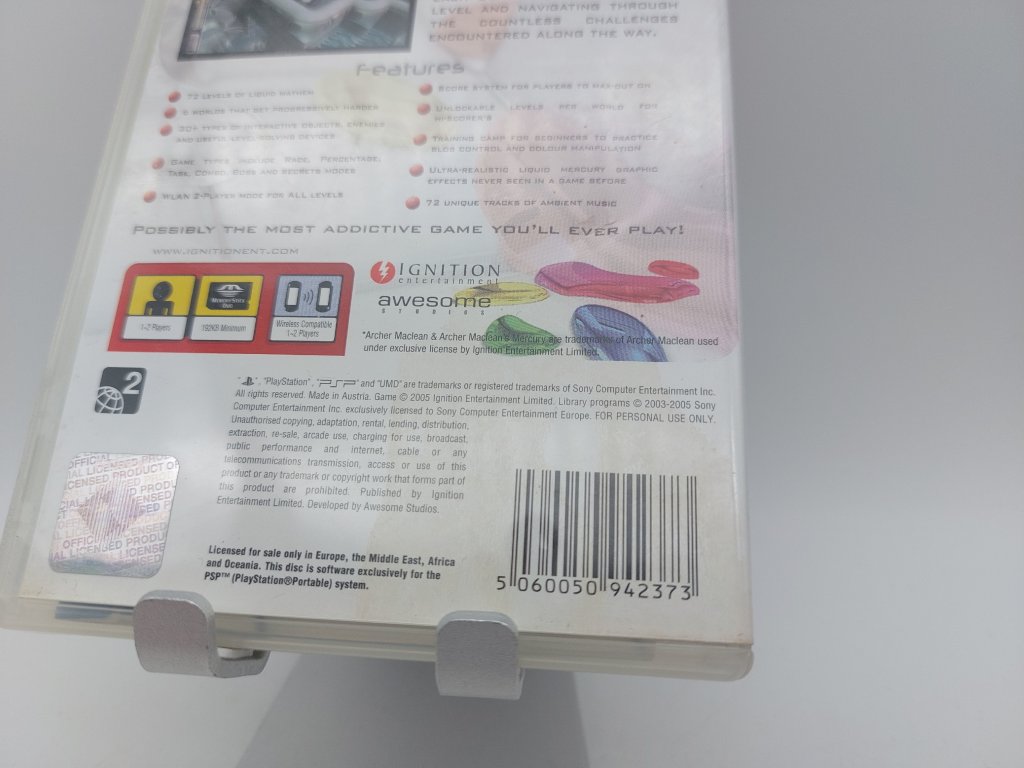 LEVEL AND NAVIGATING THROUGH
THE COUNTLESS CHALLENGES
ENCOUNTERED ALONG THE WAY.
Features
72 LEVELS OF LIQUID MAYHEM
6 WORLDS THAT GET PROGRESSIVELY HARDER
30+ TYPES OF INTERACTIVE OBJECTS, ENEMIES
AND USEFUL LEVEL-SOLVING DEVICES
GAME TYPES INCLUDE RACE, PERCENTAGE,
TASK, COMBO, BOSS AND SECRETS MODES
WLAN 2-PLAYER MODE FOR ALL LEVELS
SCORE SYSTEM FOR PLAYERS TO MAX-OUT ON
UNLOCKABLE LEVELS PER WORLD FOR
HI-SCORER'S
TRAINING CAMP FOR BEGINNERS TO PRACTICE
BLOB CONTROL AND COLOUR MANIPULATION
ULTRA-REALISTIC LIQUID MERCURY GRAPHIC
EFFECTS NEVER SEEN IN A GAME BEFORE
72 UNIQUE TRACKS OF AMBIENT MUSIC
POSSIBLY THE MOST ADDICTIVE GAME YOU'LL EVER PLAY!
WWW.IGNITIONENT.COM
1-2 Players
MEMORY STICK
DUO
192KB Minimum
Wireless Compatible
1-2 Players
IGNITION
entertainment
awesome
STUDIOS
*Archer Maclean & Archer Maclean's Mercury are trademarks of Archer Maclean used
under exclusive license by Ignition Entertainment Limited.
2
", "PlayStation", "PSP" and "UMD" are trademarks or registered trademarks of Sony Computer Entertainment Inc.
All rights reserved. Made in Austria. Game © 2005 Ignition Entertainment Limited. Library programs © 2003-2005 Sony
Computer Entertainment Inc. exclusively licensed to Sony Computer Entertainment Europe. FOR PERSONAL USE ONLY.
Unauthorised copying, adaptation, rental, lending, distribution,
extraction, re-sale, arcade use, charging for use, broadcast,
public performance and internet, cable or any
telecommunications transmission, access or use of this
product or any trademark or copyright work that forms part of
this product are prohibited. Published by Ignition
Entertainment Limited. Developed by Awesome Studios.
OFFICIAL
LICENSED PRODUCT OF
Licensed for sale only in Europe, the Middle East, Africa
and Oceania. This disc is software exclusively for the
PSP™ (PlayStation®Portable) system.
5 060050 942373